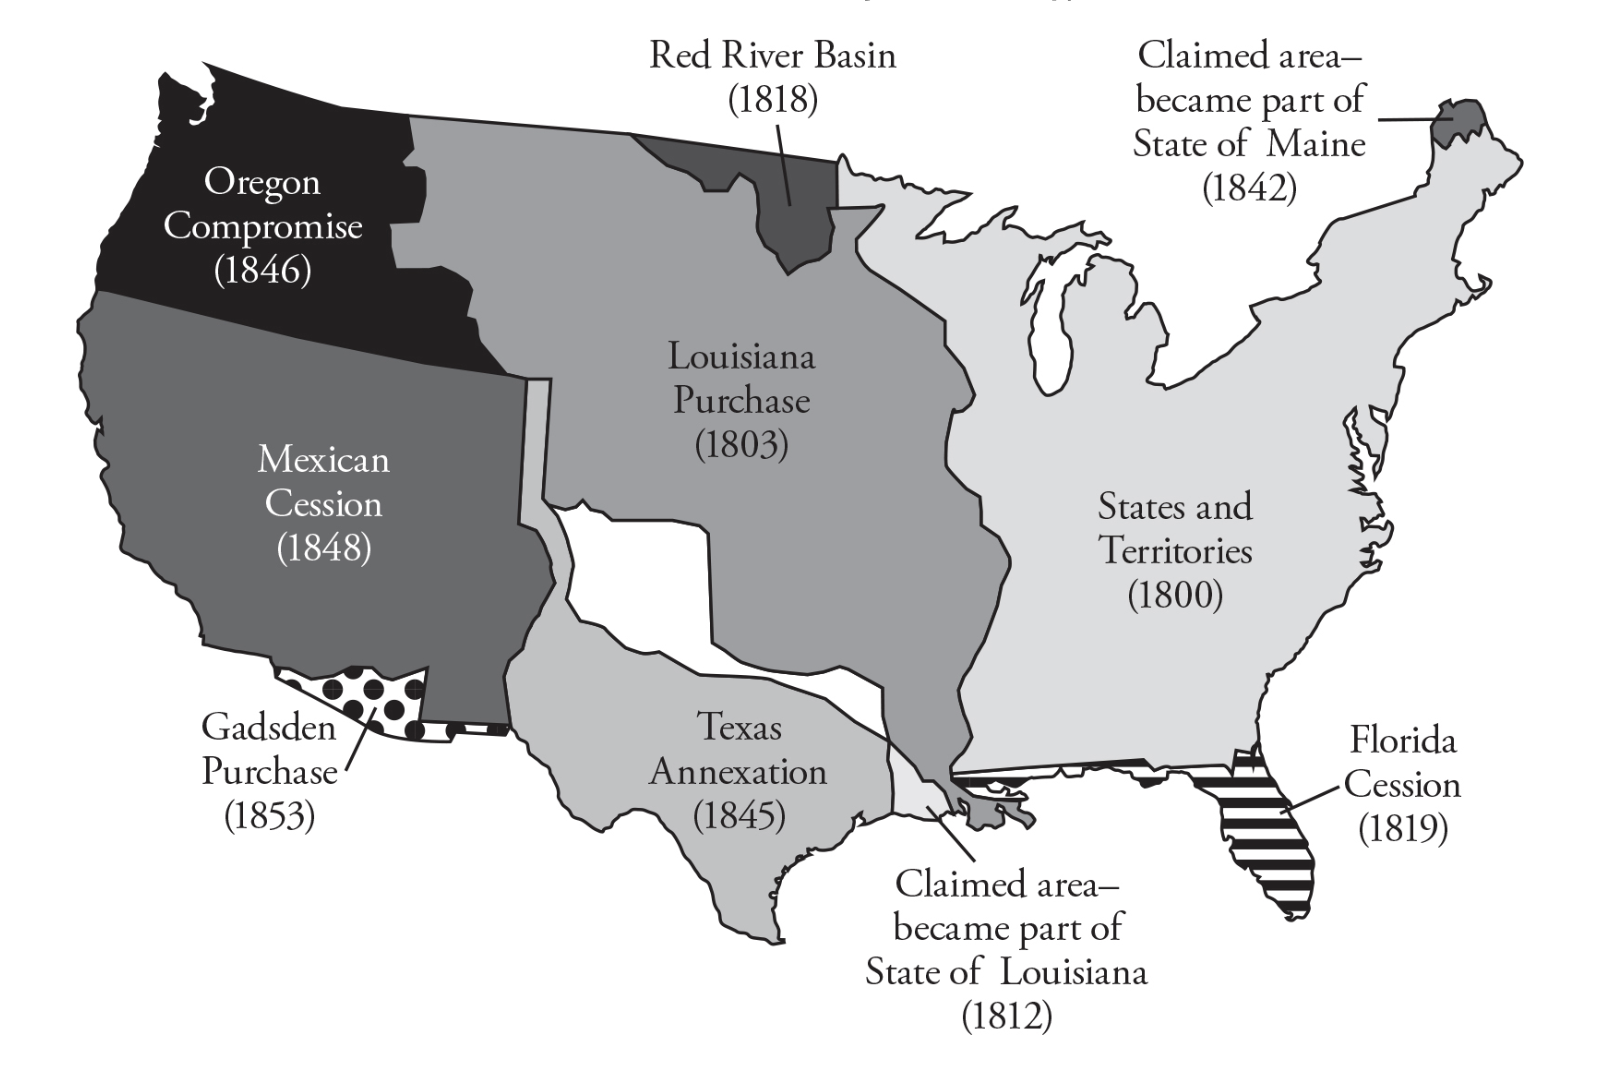 Red River Basin
(1818)
Claimed area–
became part of
State of Maine
(1842)
Oregon
Compromise
(1846)
Louisiana
Purchase
(1803)
Mexican
Cession
(1848)
States and
Territories
(1800)
Gadsden
Purchase
(1853)
Texas
Annexation
(1845)
Florida
Cession
(1819)
Claimed area–
became part of
State of Louisiana
(1812)